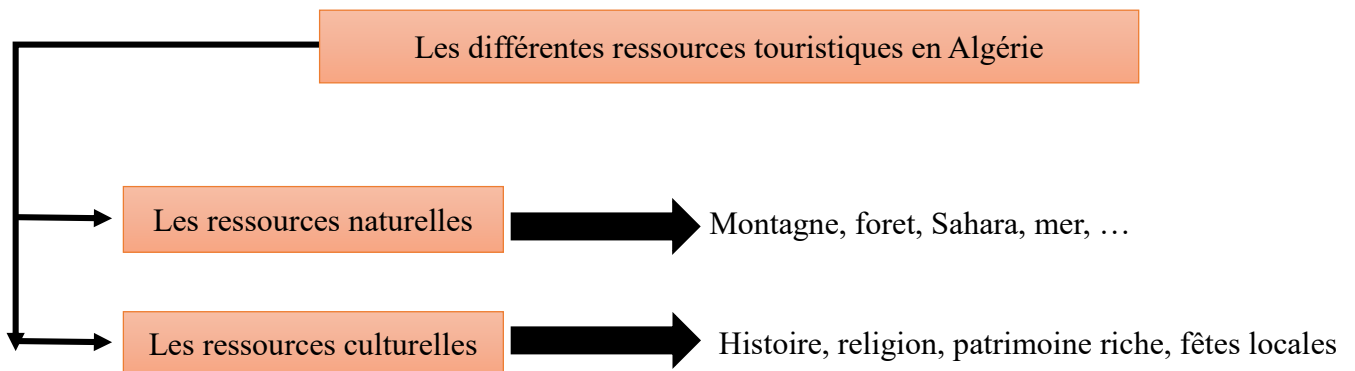 Les différentes ressources touristiques en Algérie
Les ressources naturelles
Montagne, foret, Sahara, mer, …
Les ressources culturelles
Histoire, religion, patrimoine riche, fêtes locales